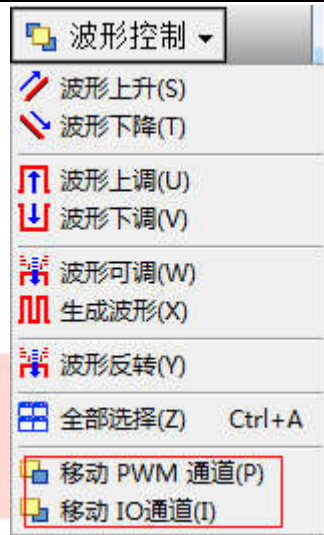 波形控制
波形上升(S)
波形下降(T)
波形上调(U)
波形下调(V)
波形可调(W)
生成波形(X)
波形反转(Y)
全部选择(Z) Ctrl+A
移动 PWM 通道(P)
移动 IO通道(I)